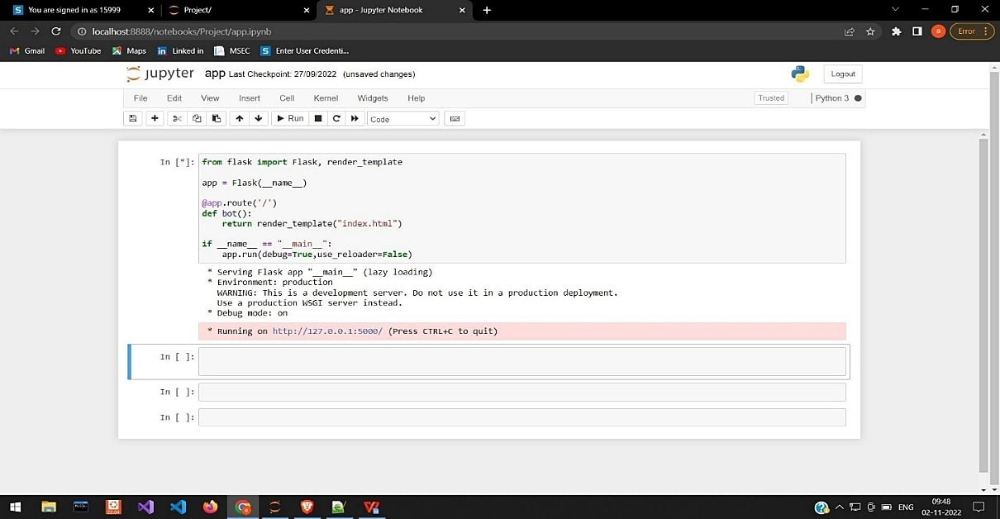 You are signed in as 15999
Project/
app - Jupyter Notebook
localhost:8888/notebooks/Project/app.ipynb
a
Error
Gmail
YouTube
Maps
Linked in
MSEC
Enter User Credenti...
jupyter app Last Checkpoint: 27/09/2022 (unsaved changes)
Logout
File Edit View Insert Cell Kernel Widgets Help
Trusted
Python 3
Run
Code
In [*]:
from flask import Flask, render_template
app = Flask(__name__)
@app.route('/')
def bot():
    return render_template("index.html")
if __name__ == "__main__":
    app.run(debug=True,use_reloader=False)
* Serving Flask app "__main__" (lazy loading)
* Environment: production
  WARNING: This is a development server. Do not use it in a production deployment.
  Use a production WSGI server instead.
* Debug mode: on
* Running on http://127.0.0.1:5000/ (Press CTRL+C to quit)
In [ ]:
In [ ]:
In [ ]:
ENG
09:48
02-11-2022